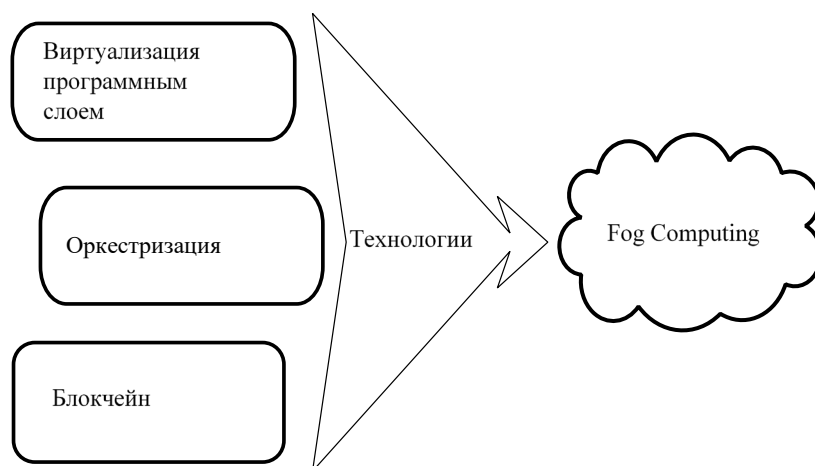 Виртуализация
программным
слоем
Оркестризация
Технологии
Fog Computing
Блокчейн